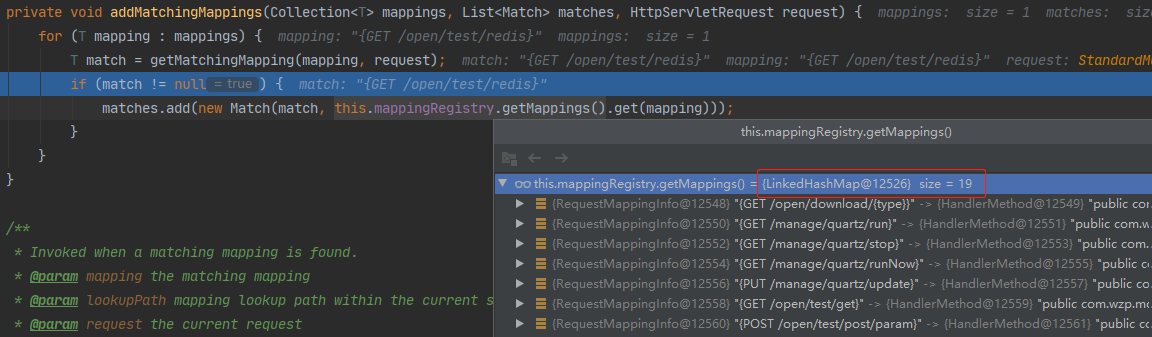 private void addMatchingMappings(Collection<T> mappings, List<Match> matches, HttpServletRequest request) { mappings: size = 1 matches: siz
for (T mapping : mappings) { mapping: "{GET /open/test/redis}" mappings: size = 1
T match = getMatchingMapping(mapping, request); match: "{GET /open/test/redis}" mapping: "{GET /open/test/redis}" request: StandardMu
if (match != null = true ) { match: "{GET /open/test/redis}"
matches.add(new Match(match, this.mappingRegistry.getMappings().get(mapping)));
}
}
}
this.mappingRegistry.getMappings()
this.mappingRegistry.getMappings() = {LinkedHashMap@12526} size = 19
{RequestMappingInfo@12548} "{GET /open/download/{type}}" -> {HandlerMethod@12549} "public co
{RequestMappingInfo@12550} "{GET /manage/quartz/run}" -> {HandlerMethod@12551} "public com.w
{RequestMappingInfo@12552} "{GET /manage/quartz/stop}" -> {HandlerMethod@12553} "public com.
{RequestMappingInfo@12554} "{GET /manage/quartz/runNow}" -> {HandlerMethod@12555} "public c
{RequestMappingInfo@12556} "{PUT /manage/quartz/update}" -> {HandlerMethod@12557} "public co
{RequestMappingInfo@12558} "{GET /open/test/get}" -> {HandlerMethod@12559} "public com.wzp.mo
{RequestMappingInfo@12560} "{POST /open/test/post/param}" -> {HandlerMethod@12561} "public co
/**
* Invoked when a matching mapping is found.
* @param mapping the matching mapping
* @param lookupPath mapping lookup path within the current s
* @param request the current request